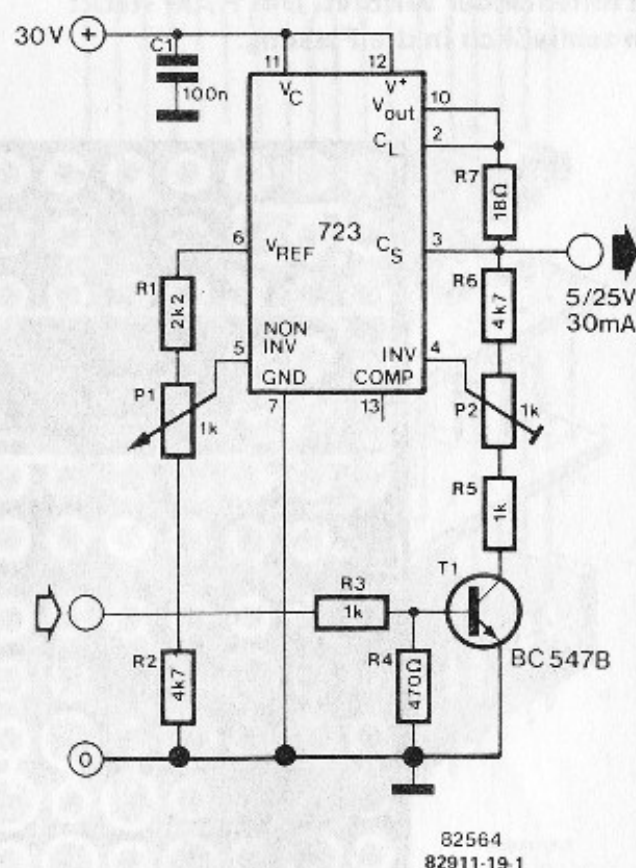 30V +
C1
100n
11
12
VC
V+
Vout
10
CL
2
R7
18Ω
723
6
VREF
CS
3
5/25V
30mA
R1
2k2
R6
4k7
NON
INV
5
INV
4
GND
COMP
7
13
P1
1k
P2
1k
R5
1k
T1
R3
1k
BC 547B
R2
4k7
R4
470Ω
0
82564
82911-19-1